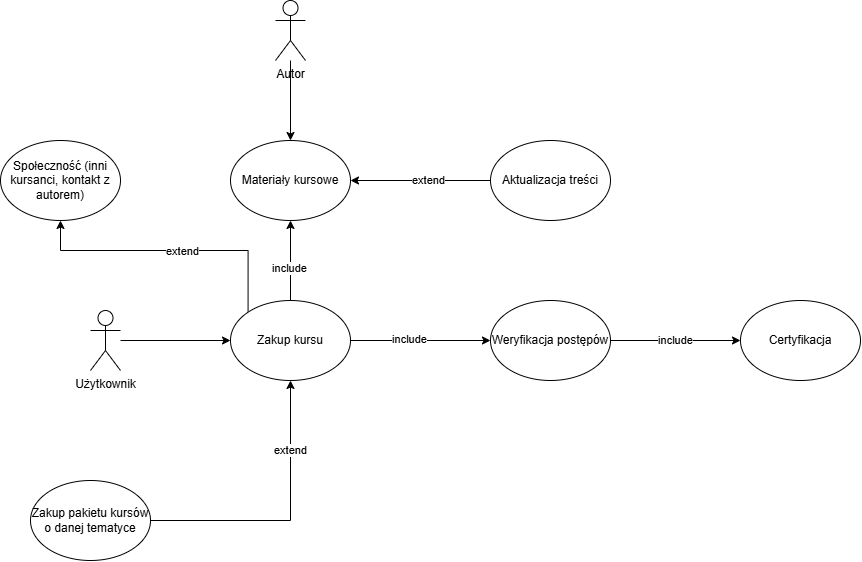 Autor
Społeczność (inni
kursanci, kontakt z
autorem)
Materiały kursowe
extend
Aktualizacja treści
extend
include
Użytkownik
Zakup kursu
include
Weryfikacja postępów
include
Certyfikacja
extend
Zakup pakietu kursów
o danej tematyce